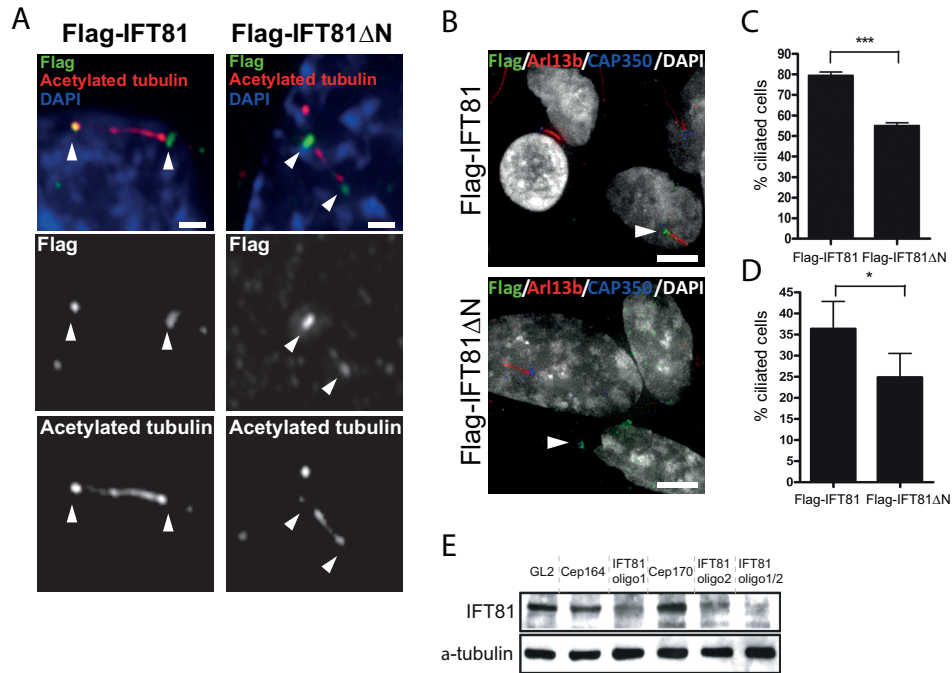 A
Flag-IFT81
Flag-IFT81ΔN
Flag
Acetylated tubulin
DAPI
Flag
Acetylated tubulin
DAPI
Flag
Flag
Acetylated tubulin
Acetylated tubulin
B
Flag-IFT81
Flag/Arl13b/CAP350/DAPI
Flag-IFT81ΔN
Flag/Arl13b/CAP350/DAPI
C
***
% ciliated cells
90
80
70
60
50
40
30
20
10
0
Flag-IFT81 Flag-IFT81ΔN
D
*
% ciliated cells
45
40
35
30
25
20
15
10
5
0
Flag-IFT81 Flag-IFT81ΔN
E
GL2 Cep164 IFT81 oligo1 Cep170 IFT81 oligo2 IFT81 oligo1/2
IFT81
a-tubulin